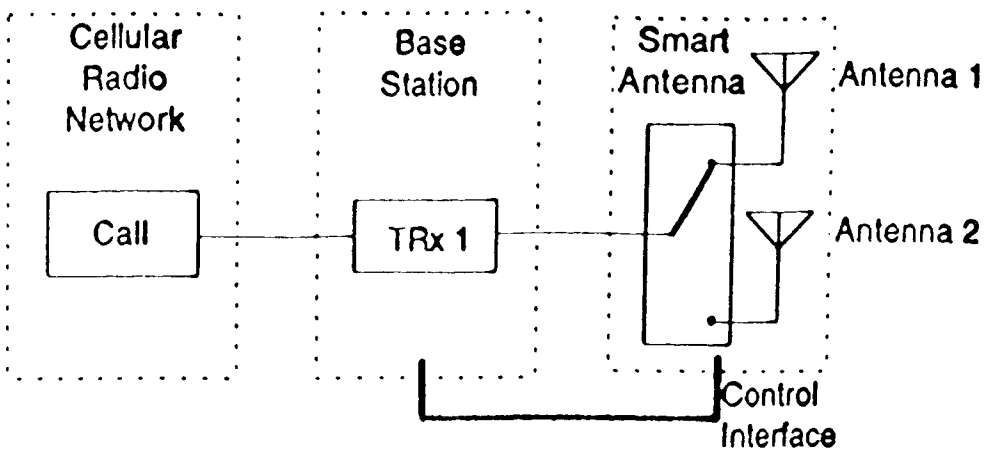 Cellular
Radio
Network
Base
Station
Smart
Antenna
Antenna 1
Call
TRx 1
Antenna 2
Control
Interface